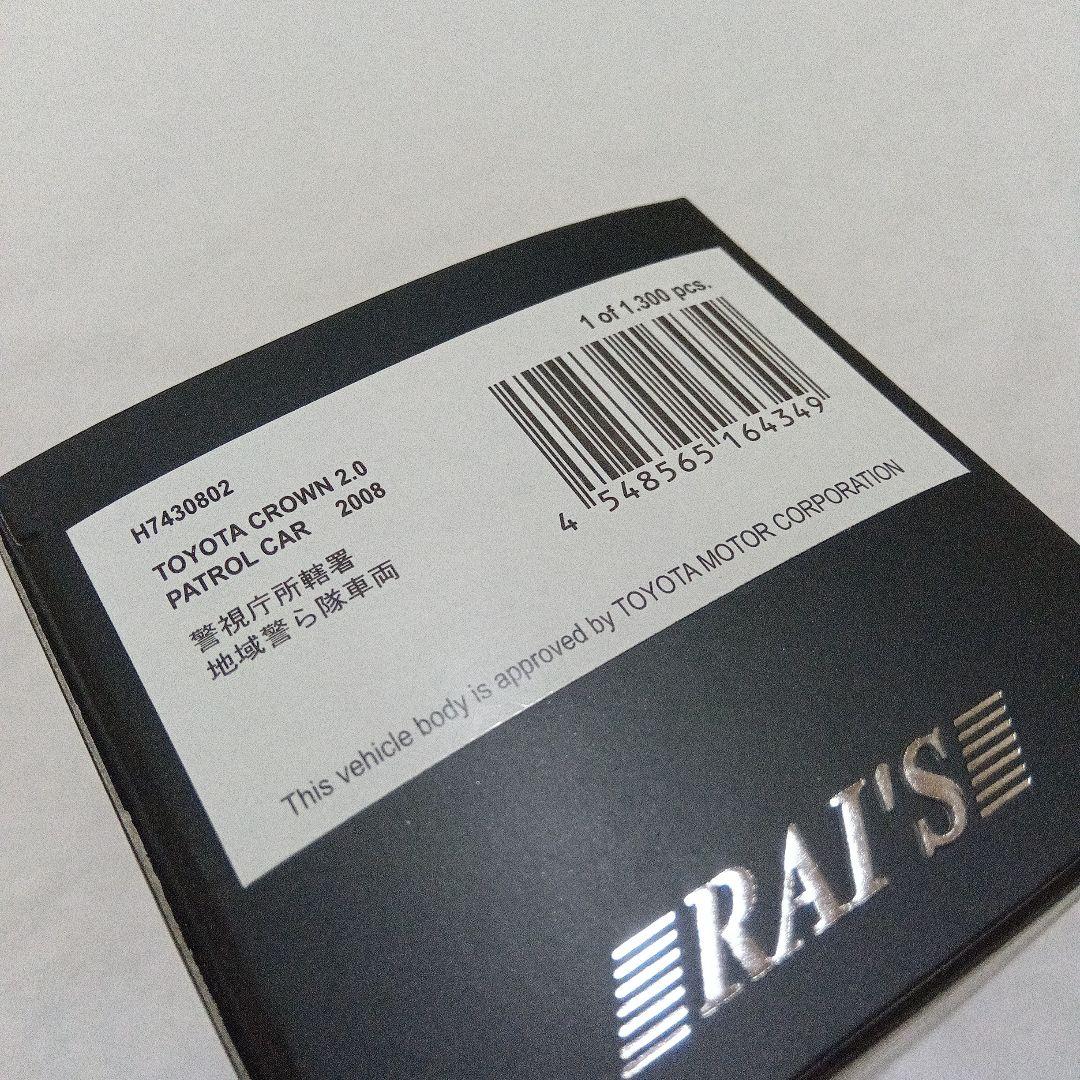 1 of 1.300 pcs.
4 548565 164349
H7430802
TOYOTA CROWN 2.0
PATROL CAR 2008
警視庁所轄署
地域警ら隊車両
This vehicle body is approved by TOYOTA MOTOR CORPORATION
RAI'S